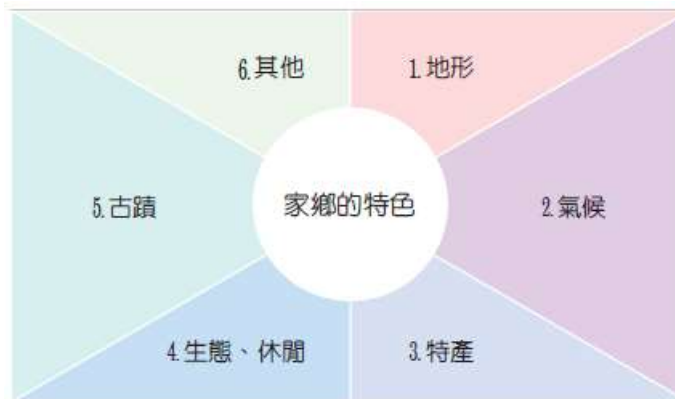 6.其他
1.地形
家鄉的特色
5.古蹟
2.氣候
4.生態、休閒
3.特產